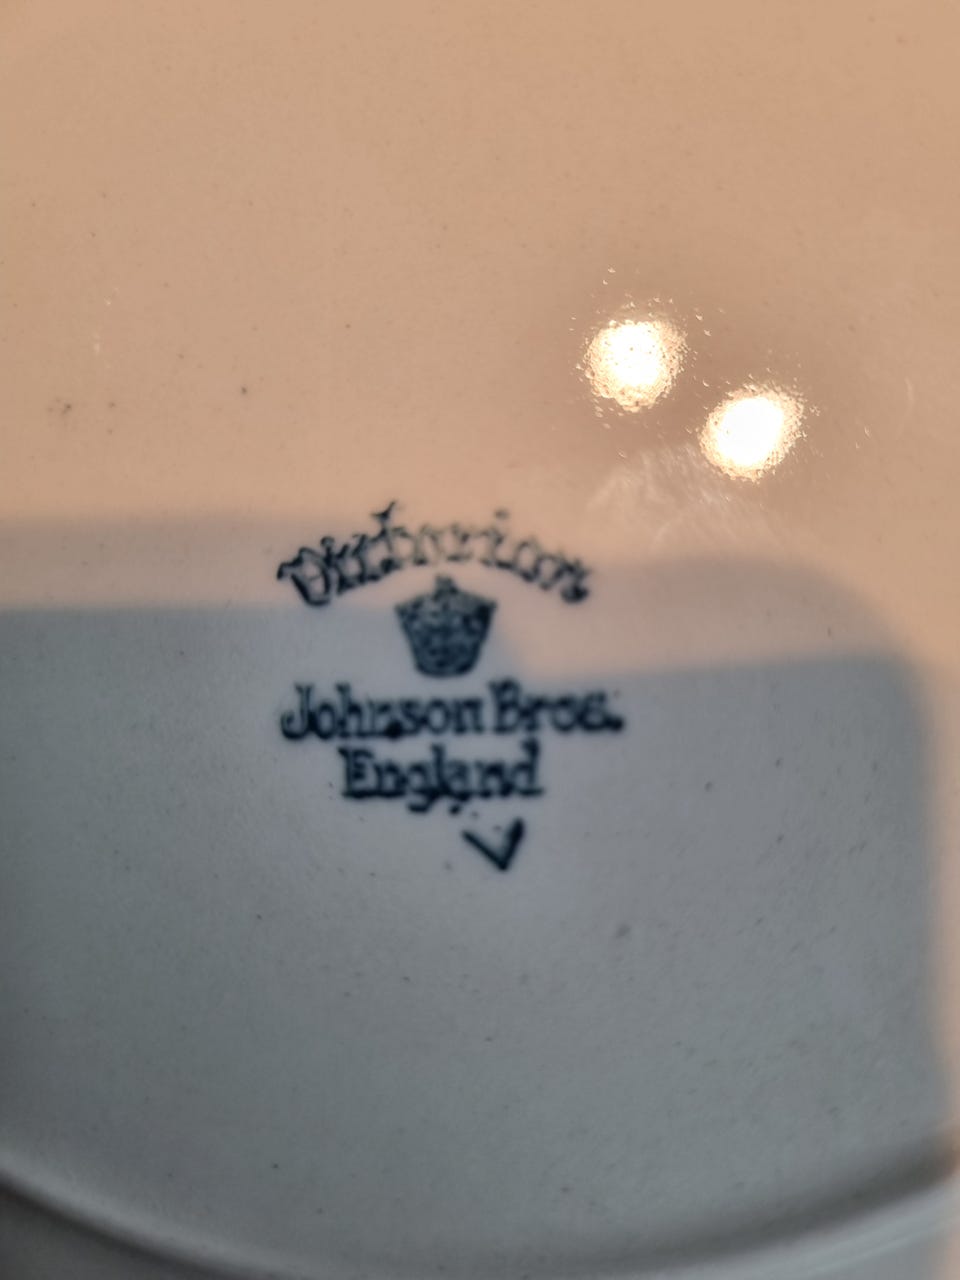 Johnson Bros.
England
V